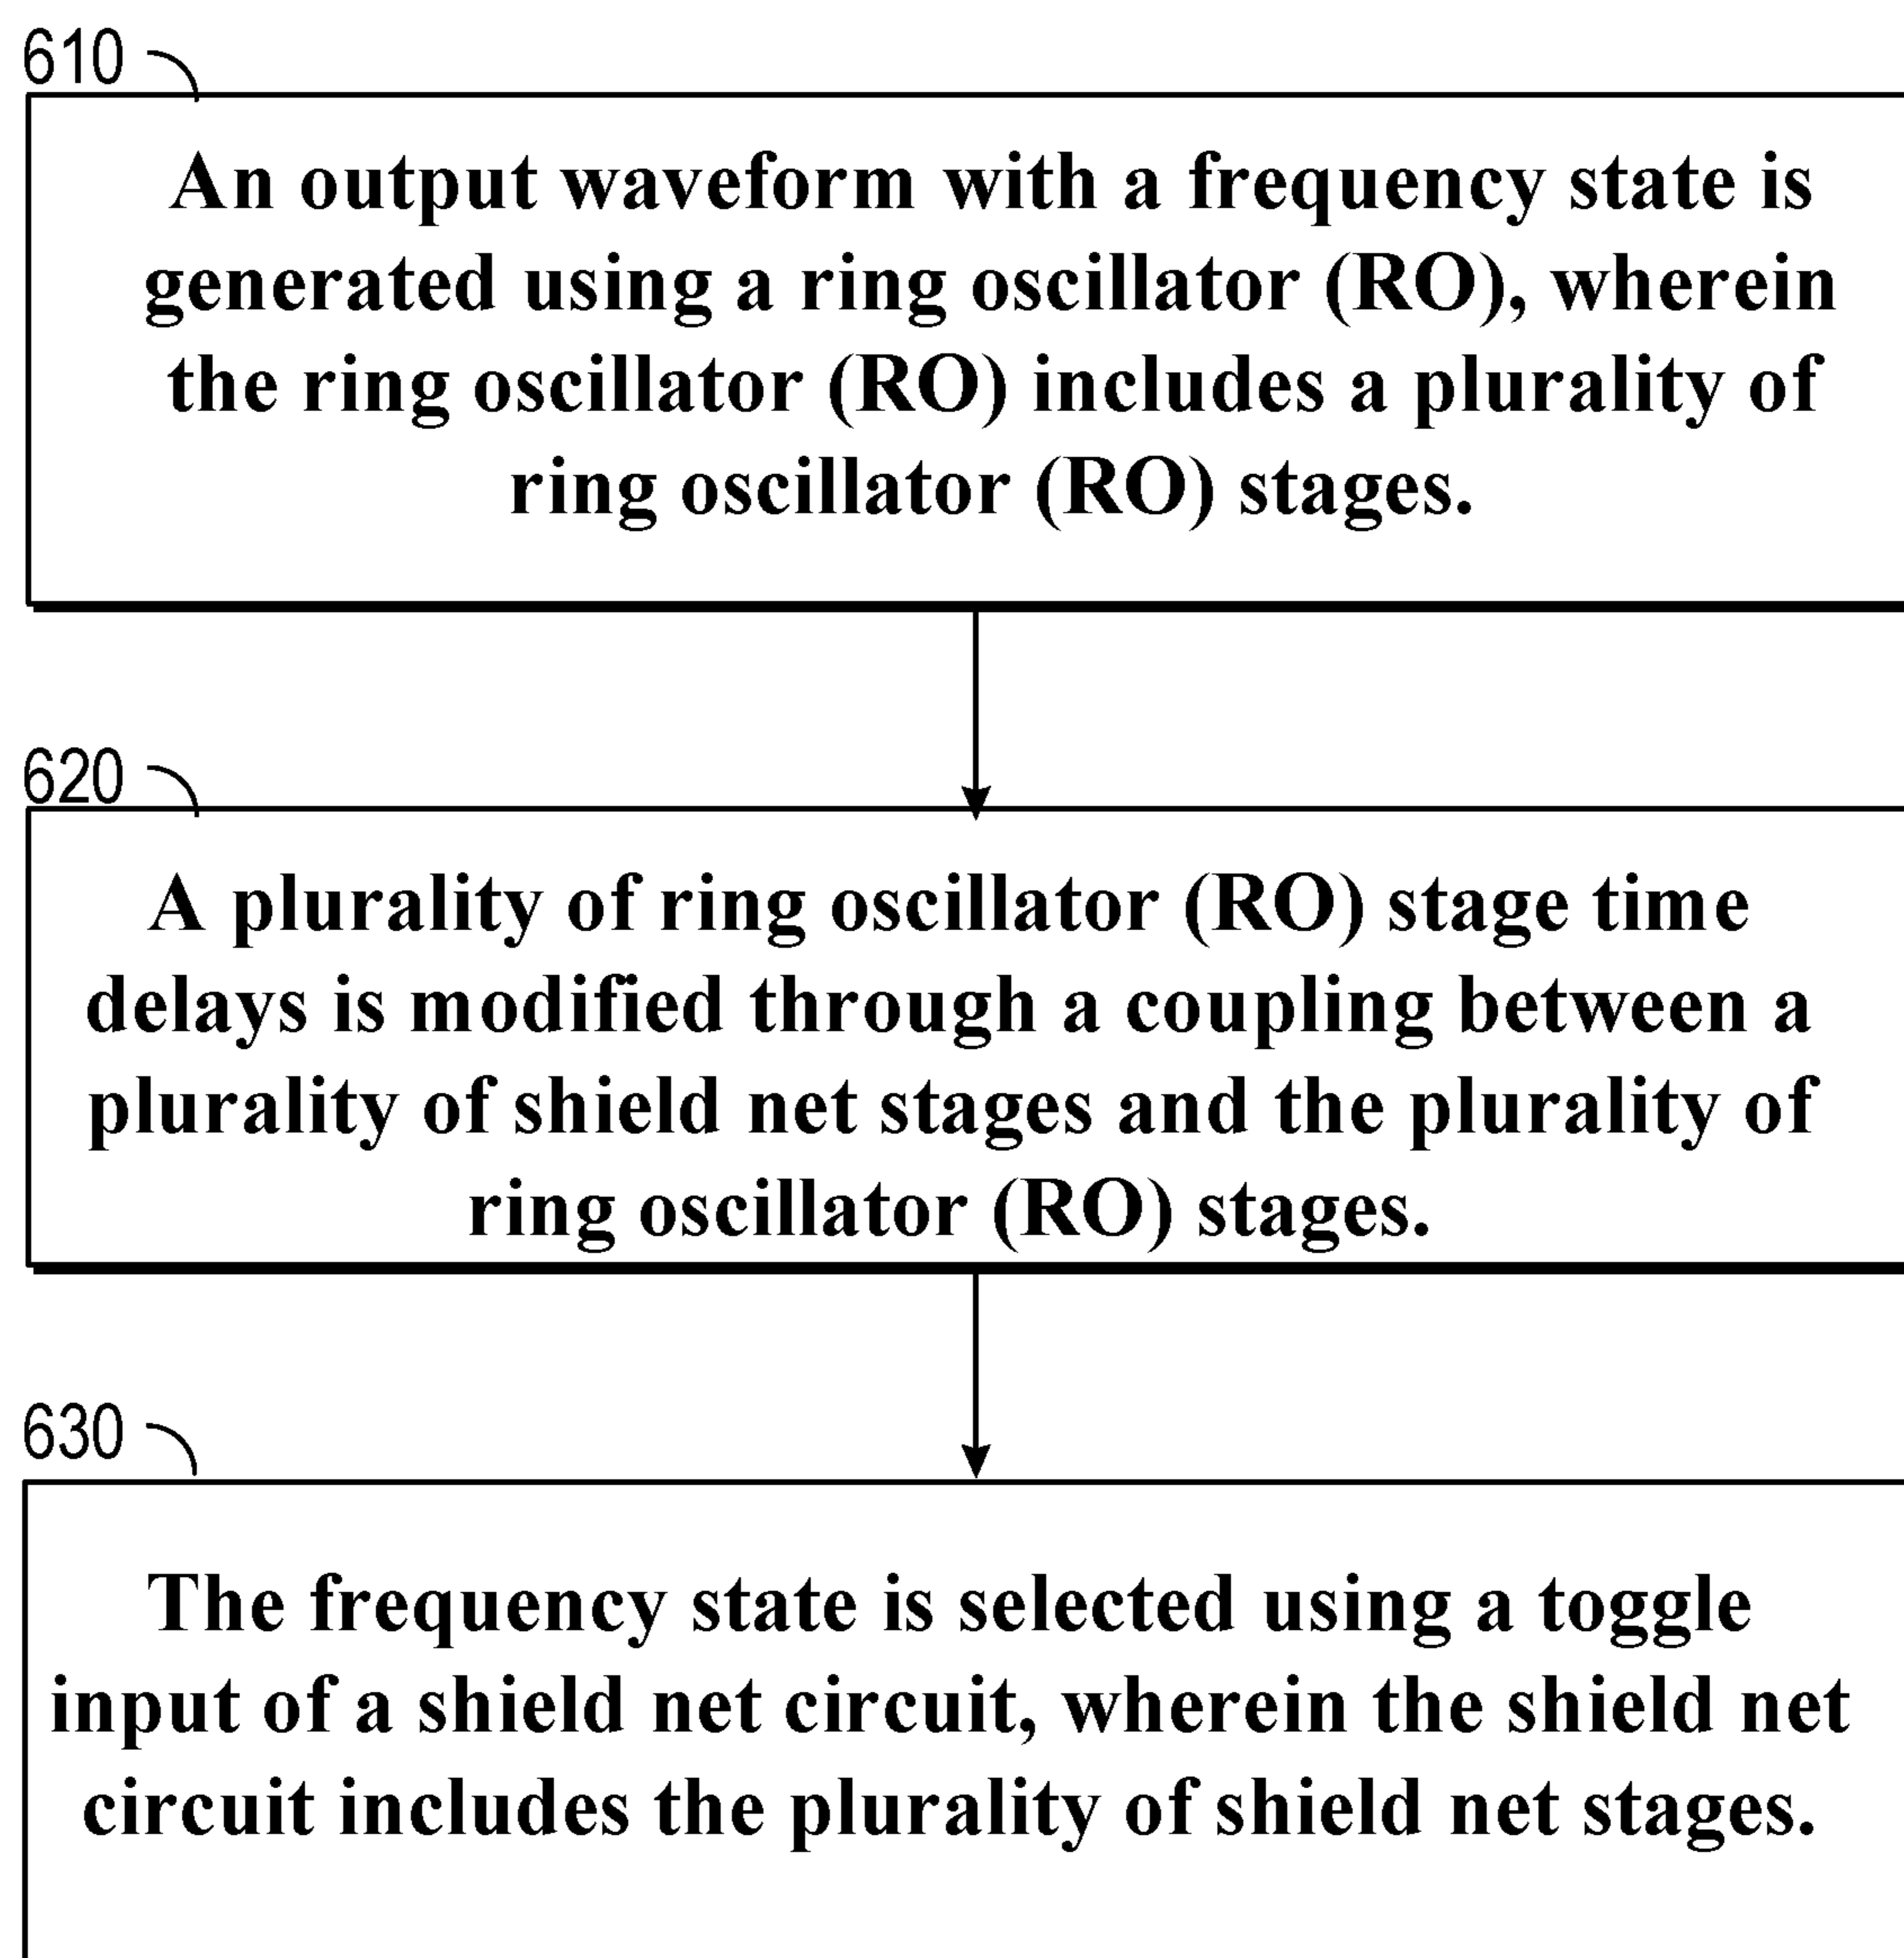 610
An output waveform with a frequency state is
generated using a ring oscillator (RO), wherein
the ring oscillator (RO) includes a plurality of
ring oscillator (RO) stages.
620
A plurality of ring oscillator (RO) stage time
delays is modified through a coupling between a
plurality of shield net stages and the plurality of
ring oscillator (RO) stages.
630
The frequency state is selected using a toggle
input of a shield net circuit, wherein the shield net
circuit includes the plurality of shield net stages.